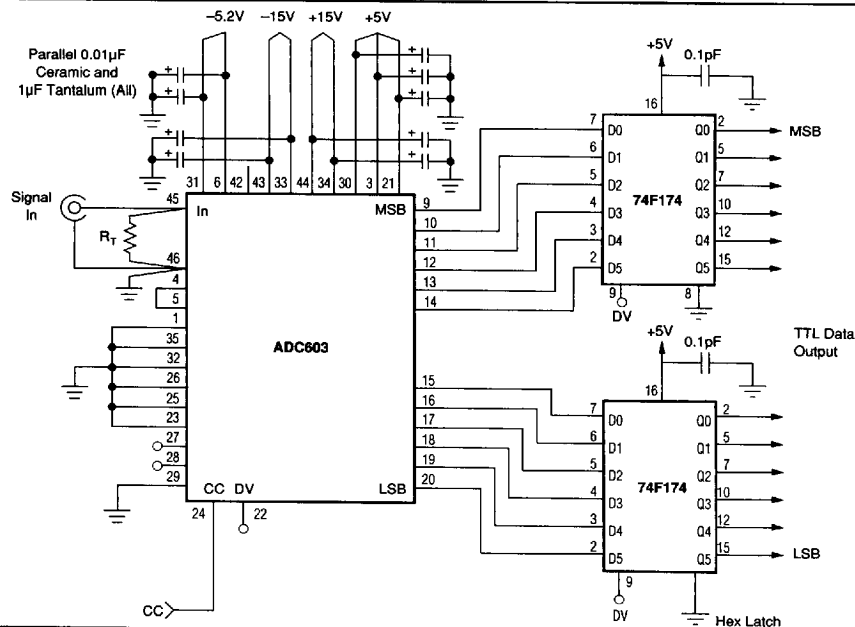 –5.2V –15V +15V +5V
Parallel 0.01µF
Ceramic and
1µF Tantalum (All)
+ + + + +
+ + + + +
31 6 42 43 33 44 34 30 3 21
Signal
In
45 In
R_T
46
4
5
1
35
32
26
25
23
27
28
29
ADC603
MSB 9
10
11
12
13
14
15
16
17
18
19
LSB 20
CC DV
24 22
CC
+5V 0.1pF
16
7 D0 Q0 2 MSB
6 D1 Q1 5
5 D2 Q2 7
74F174
4 D3 Q3 10
3 D4 Q4 12
2 D5 Q5 15
9 8
DV
TTL Data
Output
+5V 0.1pF
16
7 D0 Q0 2
6 D1 Q1 5
5 D2 Q2 7
74F174
4 D3 Q3 10
3 D4 Q4 12
2 D5 Q5 15 LSB
9
DV
Hex Latch